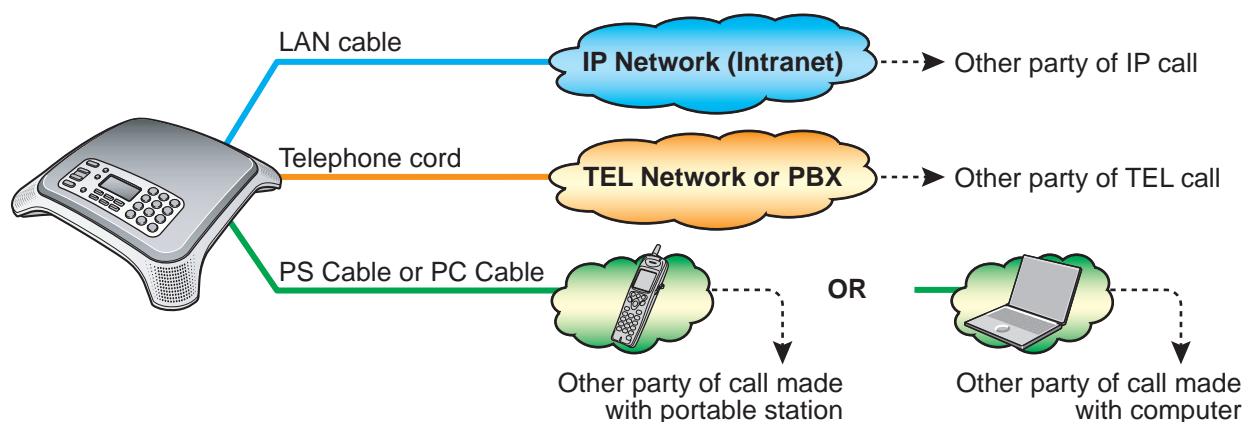 LAN cable
IP Network (Intranet)
Other party of IP call
Telephone cord
TEL Network or PBX
Other party of TEL call
PS Cable or PC Cable
OR
Other party of call made
with portable station
Other party of call made
with computer